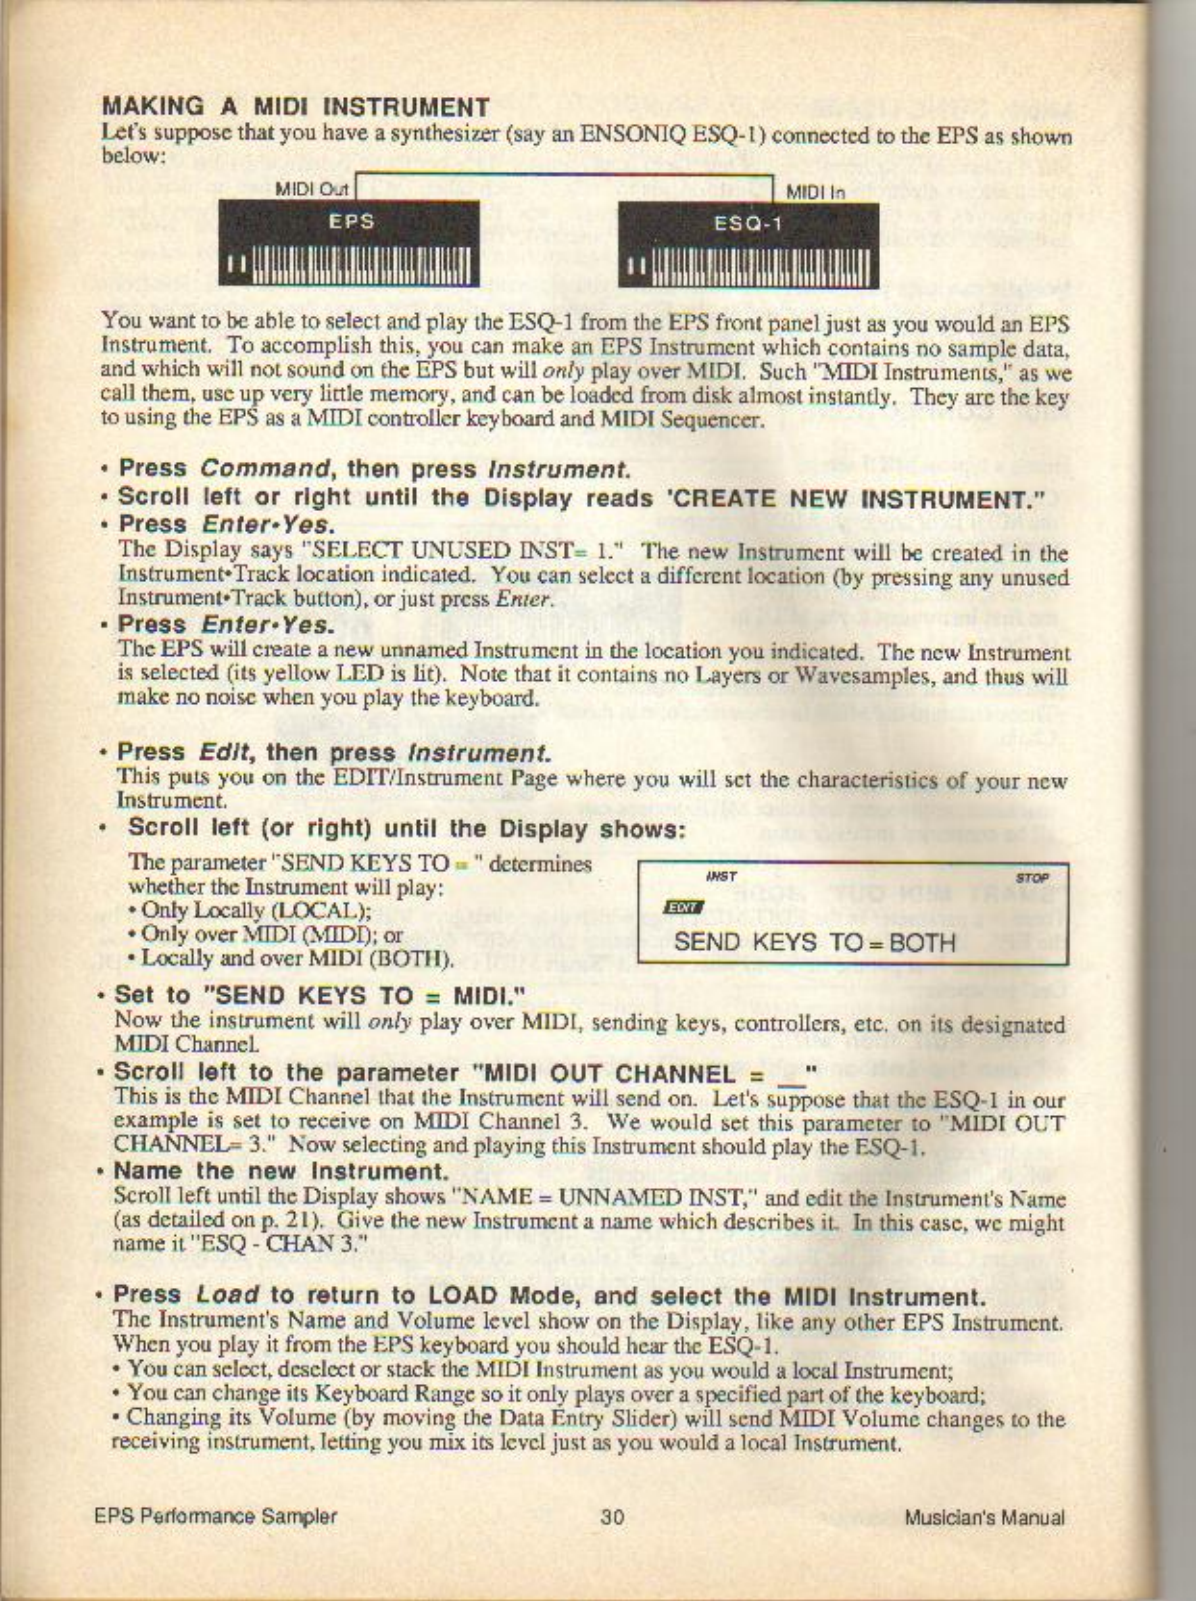 MAKING A MIDI INSTRUMENT
Let's suppose that you have a synthesizer (say an ENSONIQ ESQ-1) connected to the EPS as shown
below:
MIDI Out
MIDI In
EPS
ESQ-1
You want to be able to select and play the ESQ-1 from the EPS front panel just as you would an EPS
Instrument. To accomplish this, you can make an EPS Instrument which contains no sample data,
and which will not sound on the EPS but will only play over MIDI. Such "MIDI Instruments," as we
call them, use up very little memory, and can be loaded from disk almost instantly. They are the key
to using the EPS as a MIDI controller keyboard and MIDI Sequencer.
• Press Command, then press Instrument.
• Scroll left or right until the Display reads 'CREATE NEW INSTRUMENT."
• Press Enter•Yes.
The Display says "SELECT UNUSED INST= 1." The new Instrument will be created in the
Instrument•Track location indicated. You can select a different location (by pressing any unused
Instrument•Track button), or just press Enter.
• Press Enter•Yes.
The EPS will create a new unnamed Instrument in the location you indicated. The new Instrument
is selected (its yellow LED is lit). Note that it contains no Layers or Wavesamples, and thus will
make no noise when you play the keyboard.
• Press Edit, then press Instrument.
This puts you on the EDIT/Instrument Page where you will set the characteristics of your new
Instrument.
• Scroll left (or right) until the Display shows:
The parameter "SEND KEYS TO = " determines
whether the Instrument will play:
• Only Locally (LOCAL);
• Only over MIDI (MIDI); or
• Locally and over MIDI (BOTH).
INST
STOP
EDIT
SEND KEYS TO = BOTH
• Set to "SEND KEYS TO = MIDI."
Now the instrument will only play over MIDI, sending keys, controllers, etc. on its designated
MIDI Channel.
• Scroll left to the parameter "MIDI OUT CHANNEL = __"
This is the MIDI Channel that the Instrument will send on. Let's suppose that the ESQ-1 in our
example is set to receive on MIDI Channel 3. We would set this parameter to "MIDI OUT
CHANNEL= 3." Now selecting and playing this Instrument should play the ESQ-1.
• Name the new Instrument.
Scroll left until the Display shows "NAME = UNNAMED INST," and edit the Instrument's Name
(as detailed on p. 21). Give the new Instrument a name which describes it. In this case, we might
name it "ESQ - CHAN 3."
• Press Load to return to LOAD Mode, and select the MIDI Instrument.
The Instrument's Name and Volume level show on the Display, like any other EPS Instrument.
When you play it from the EPS keyboard you should hear the ESQ-1.
• You can select, deselect or stack the MIDI Instrument as you would a local Instrument;
• You can change its Keyboard Range so it only plays over a specified part of the keyboard;
• Changing its Volume (by moving the Data Entry Slider) will send MIDI Volume changes to the
receiving instrument, letting you mix its level just as you would a local Instrument.
EPS Performance Sampler
30
Musician's Manual